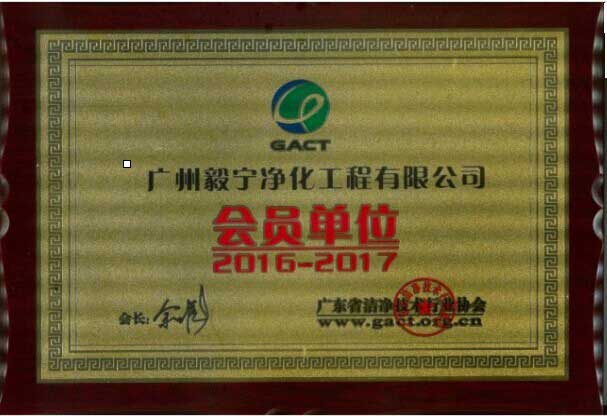 GACT
广州毅宁净化工程有限公司
会员单位
2016-2017
会长:
广东省洁净技术行业协会
www.gact.org.cn